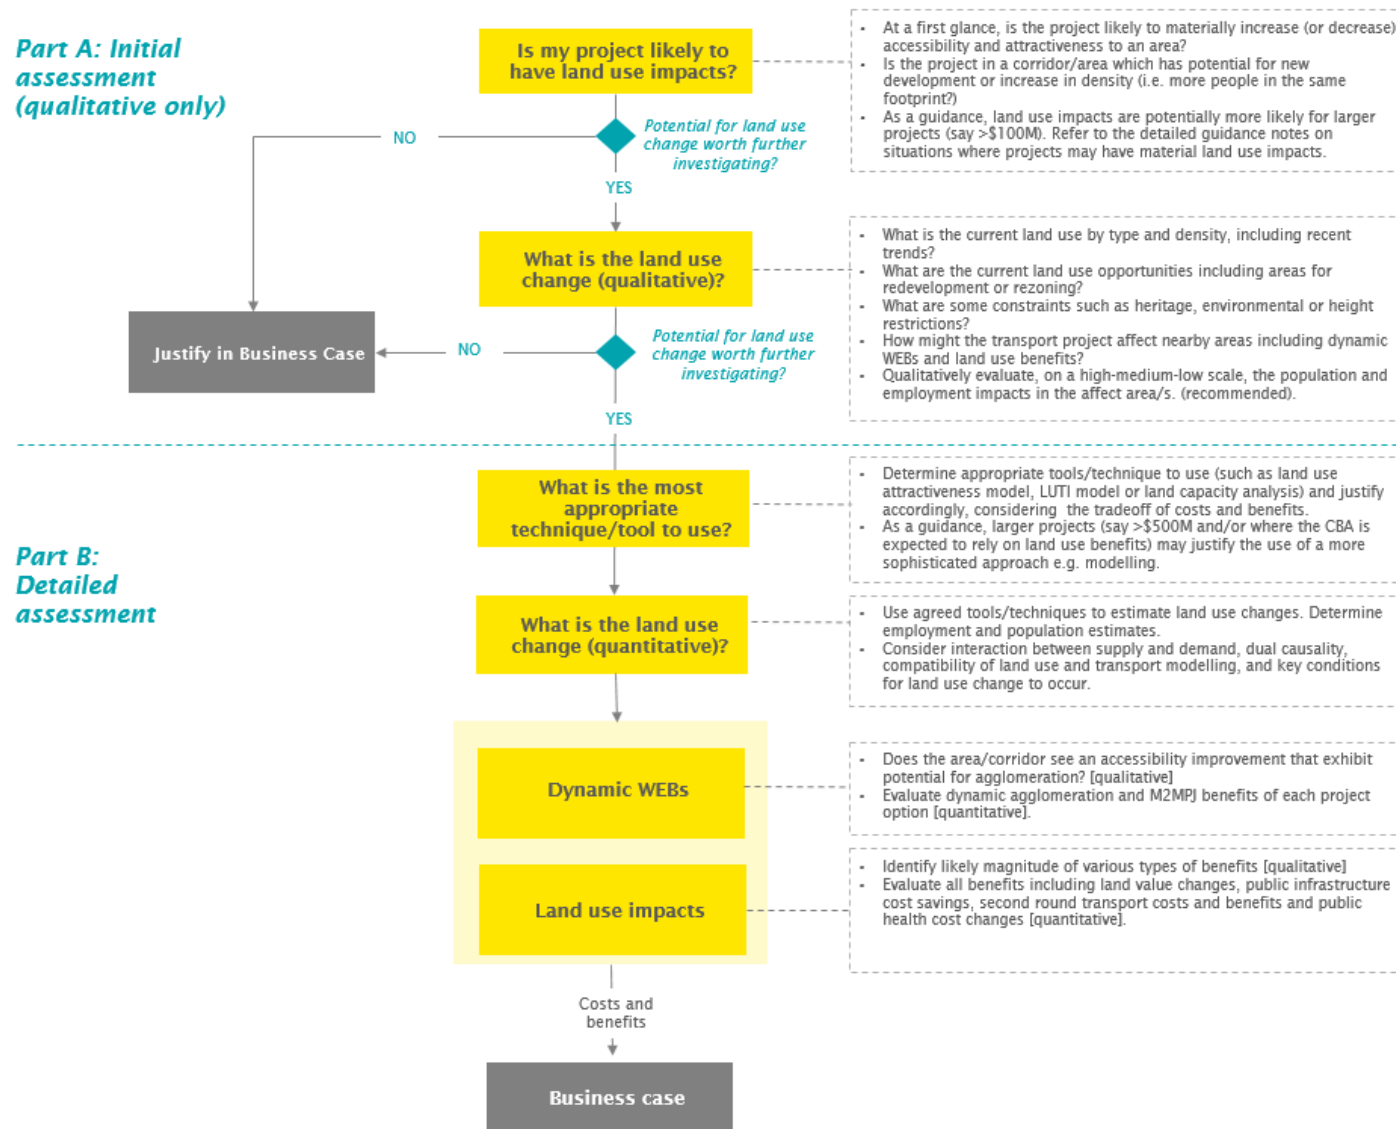 Part A: Initial
assessment
(qualitative only)
Is my project likely to
have land use impacts?
- At a first glance, is the project likely to materially increase (or decrease)
accessibility and attractiveness to an area?
- Is the project in a corridor/area which has potential for new
development or increase in density (i.e. more people in the same
footprint?)
- As a guidance, land use impacts are potentially more likely for larger
projects (say >$100M). Refer to the detailed guidance notes on
situations where projects may have material land use impacts.
NO
Potential for land use
change worth further
investigating?
YES
What is the land use
change (qualitative)?
- What is the current land use by type and density, including recent
trends?
- What are the current land use opportunities including areas for
redevelopment or rezoning?
- What are some constraints such as heritage, environmental or height
restrictions?
- How might the transport project affect nearby areas including dynamic
WEBs and land use benefits?
- Qualitatively evaluate, on a high-medium-low scale, the population and
employment impacts in the affect area/s. (recommended).
Justify in Business Case
NO
Potential for land use
change worth further
investigating?
YES
Part B:
Detailed
assessment
What is the most
appropriate
technique/tool to use?
- Determine appropriate tools/technique to use (such as land use
attractiveness model, LUTI model or land capacity analysis) and justify
accordingly, considering the tradeoff of costs and benefits.
- As a guidance, larger projects (say >$500M and/or where the CBA is
expected to rely on land use benefits) may justify the use of a more
sophisticated approach e.g. modelling.
What is the land use
change (quantitative)?
- Use agreed tools/techniques to estimate land use changes. Determine
employment and population estimates.
- Consider interaction between supply and demand, dual causality,
compatibility of land use and transport modelling, and key conditions
for land use change to occur.
Dynamic WEBs
- Does the area/corridor see an accessibility improvement that exhibit
potential for agglomeration? [qualitative]
- Evaluate dynamic agglomeration and M2MPJ benefits of each project
option [quantitative].
Land use impacts
- Identify likely magnitude of various types of benefits [qualitative]
- Evaluate all benefits including land value changes, public infrastructure
cost savings, second round transport costs and benefits and public
health cost changes [quantitative].
Costs and
benefits
Business case